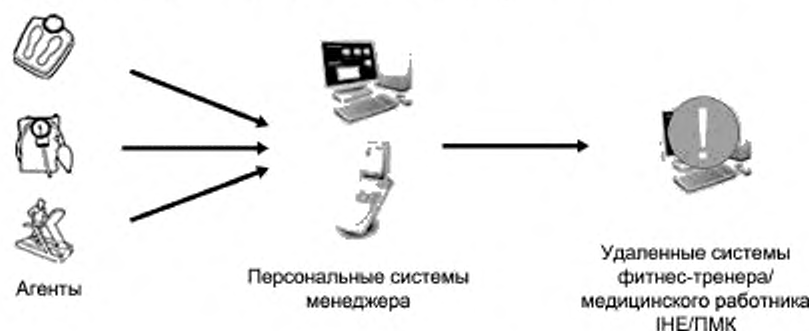 Агенты
Персональные системы
менеджера
Удаленные системы
фитнес-тренера/
медицинского работника
IHE/ПМК